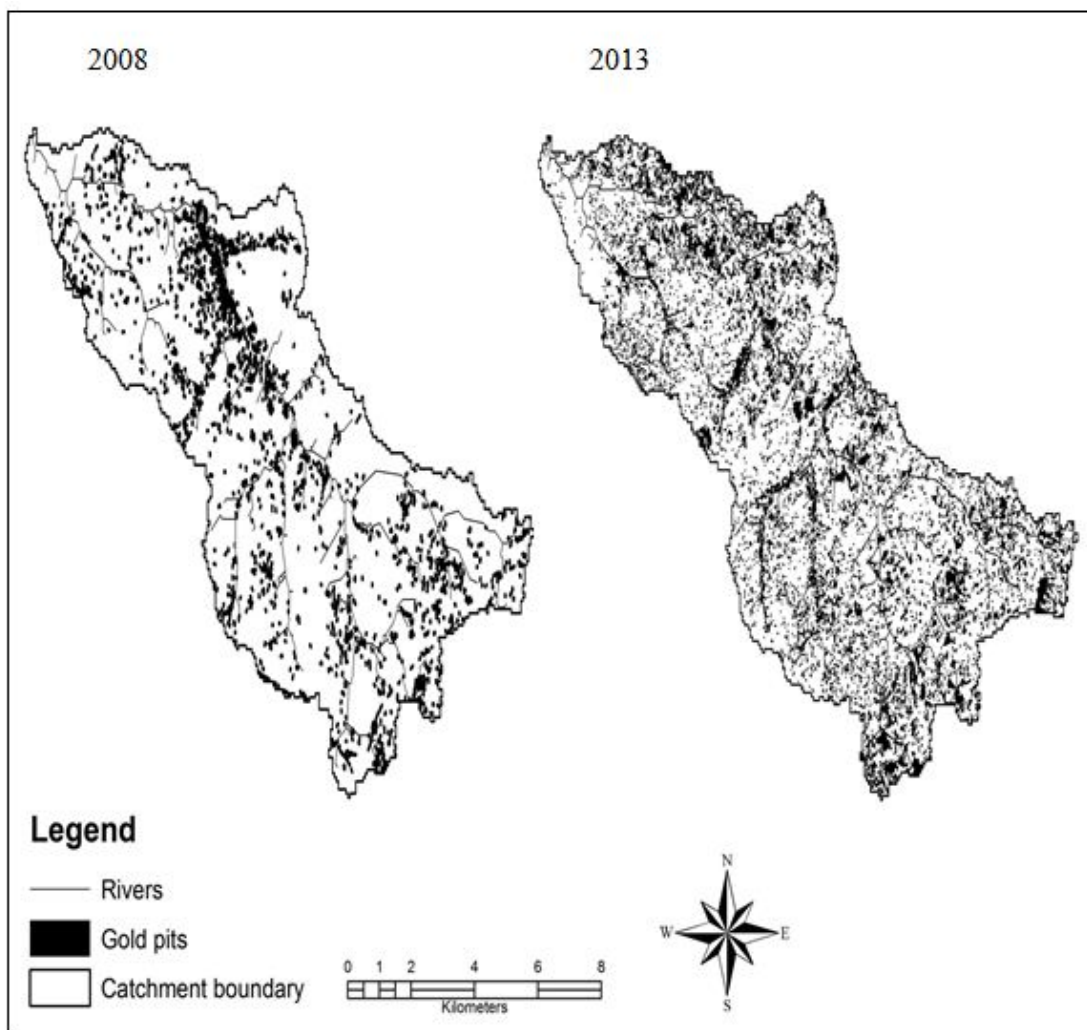 2008
2013
Legend
Rivers
Gold pits
Catchment boundary
0 1 2 4 6 8
Kilometers
N
W E
S